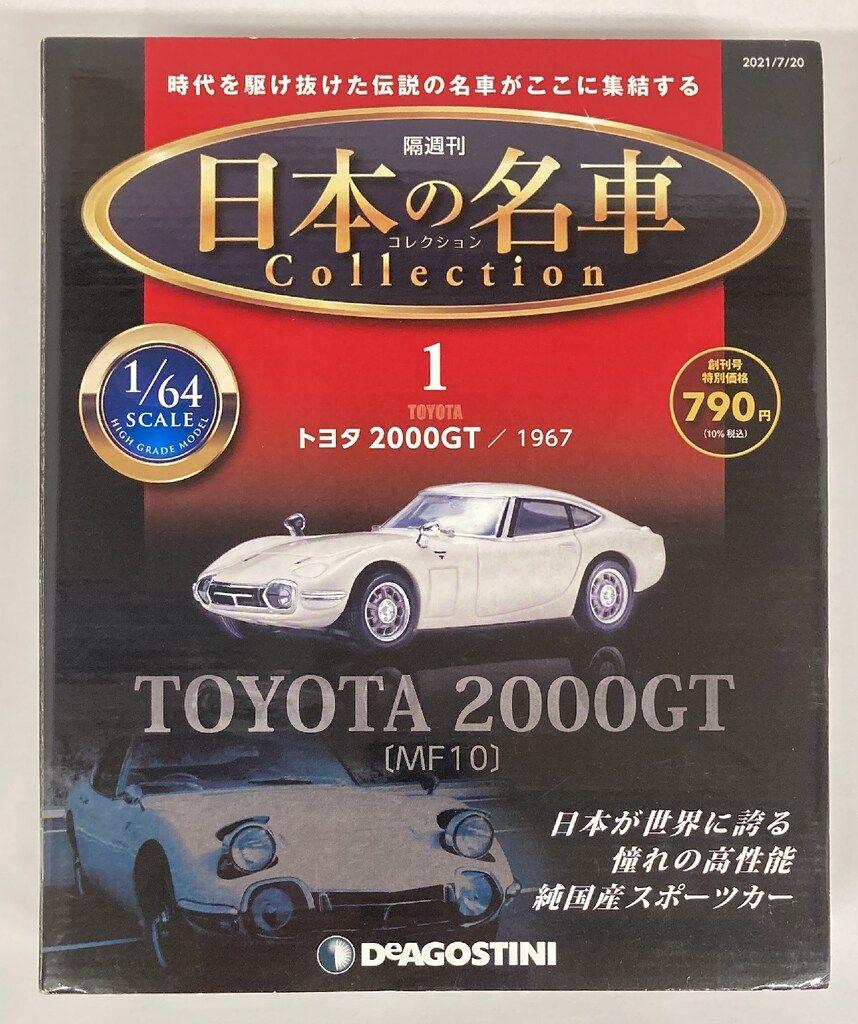 2021/7/20
時代を駆け抜けた伝説の名車がここに集結する
隔週刊
日本の名車
コレクション
Collection
1/64
SCALE
HIGH GRADE MODEL
1
TOYOTA
トヨタ 2000GT / 1967
創刊号
特別価格
790円
(10%税込)
TOYOTA 2000GT
〔MF10〕
日本が世界に誇る
憧れの高性能
純国産スポーツカー
DeAGOSTINI